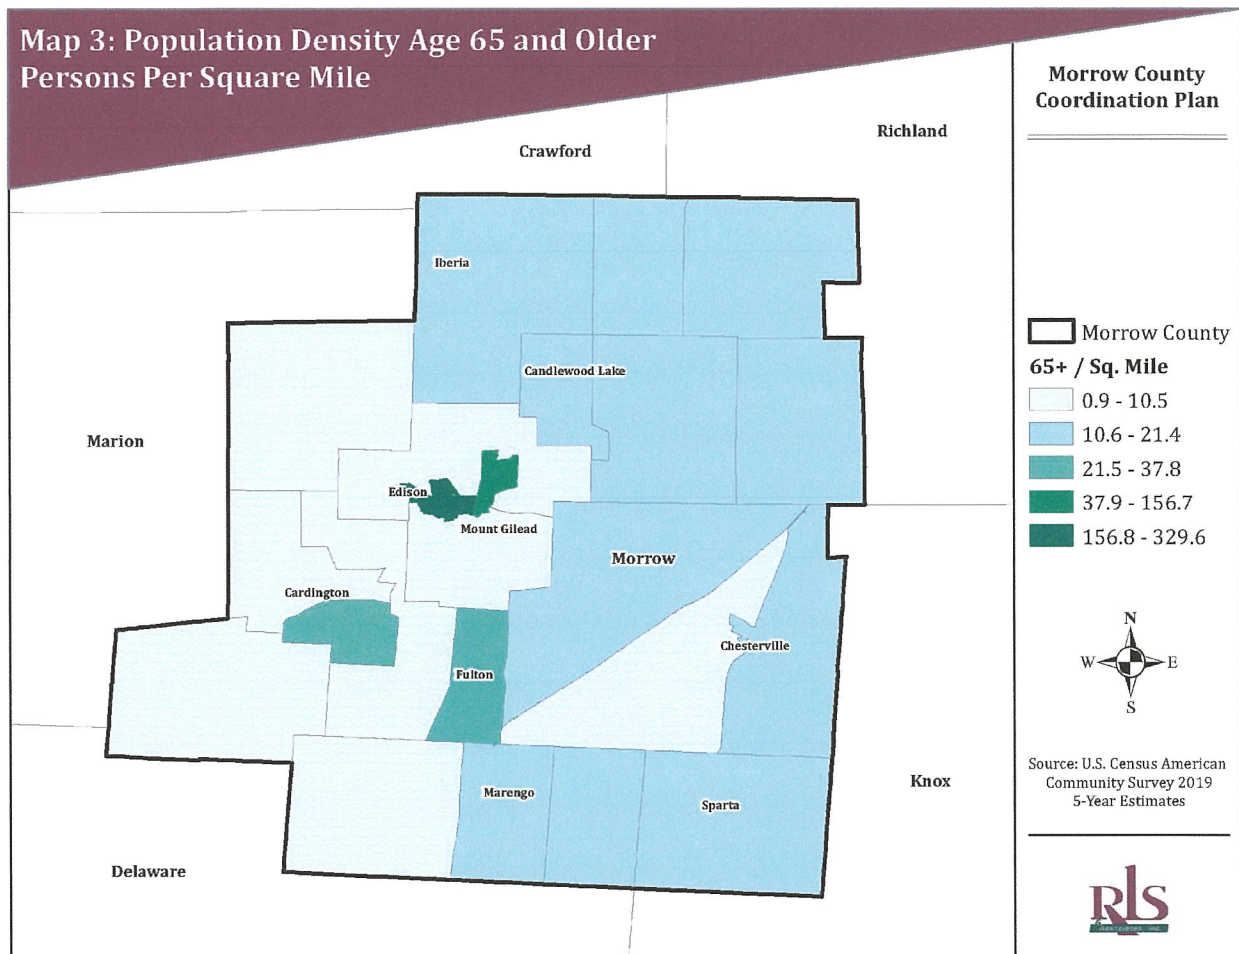 Map 3: Population Density Age 65 and Older
Persons Per Square Mile
Morrow County
Coordination Plan
Richland
Crawford
Iberia
Morrow County
65+ / Sq. Mile
0.9 - 10.5
10.6 - 21.4
21.5 - 37.8
37.9 - 156.7
156.8 - 329.6
Candlewood Lake
Marion
Edison
Mount Gilead
Morrow
Cardington
Chesterville
Fulton
N
W
E
S
Source: U.S. Census American
Community Survey 2019
5-Year Estimates
Knox
Marengo
Sparta
Delaware
RLS